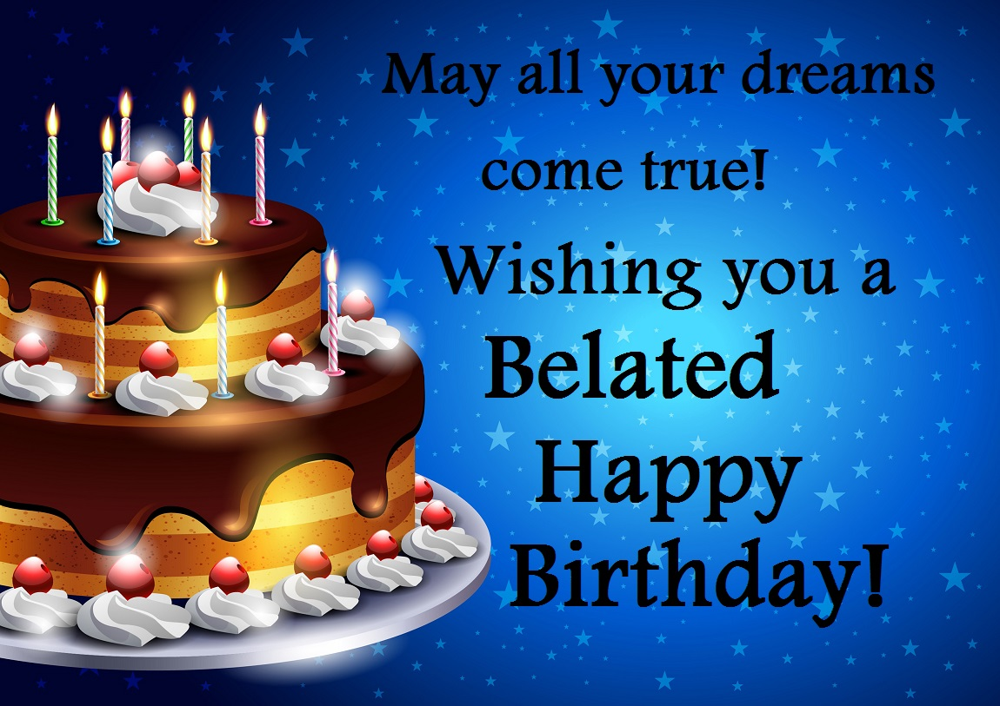 May all your dreams
come true!
Wishing you a
Belated
Happy
Birthday!